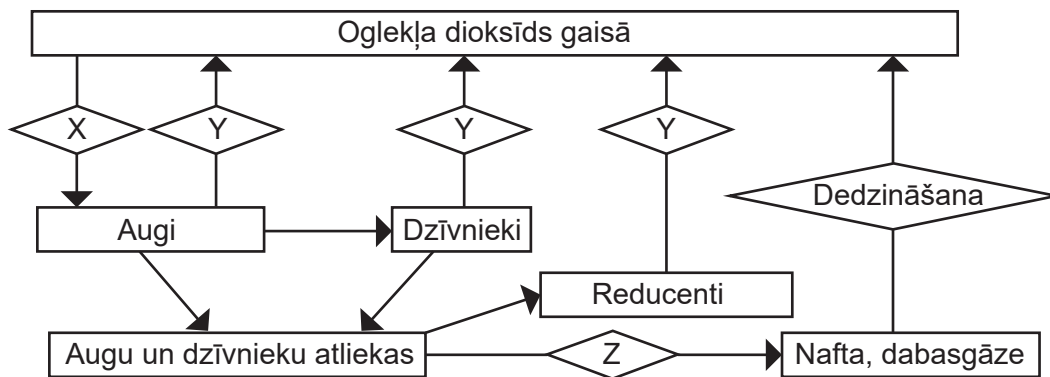 Oglekļa dioksīds gaisā
X
Y
Y
Y
Dedzināšana
Augi
Dzīvnieki
Reducenti
Augu un dzīvnieku atliekas
Z
Nafta, dabasgāze